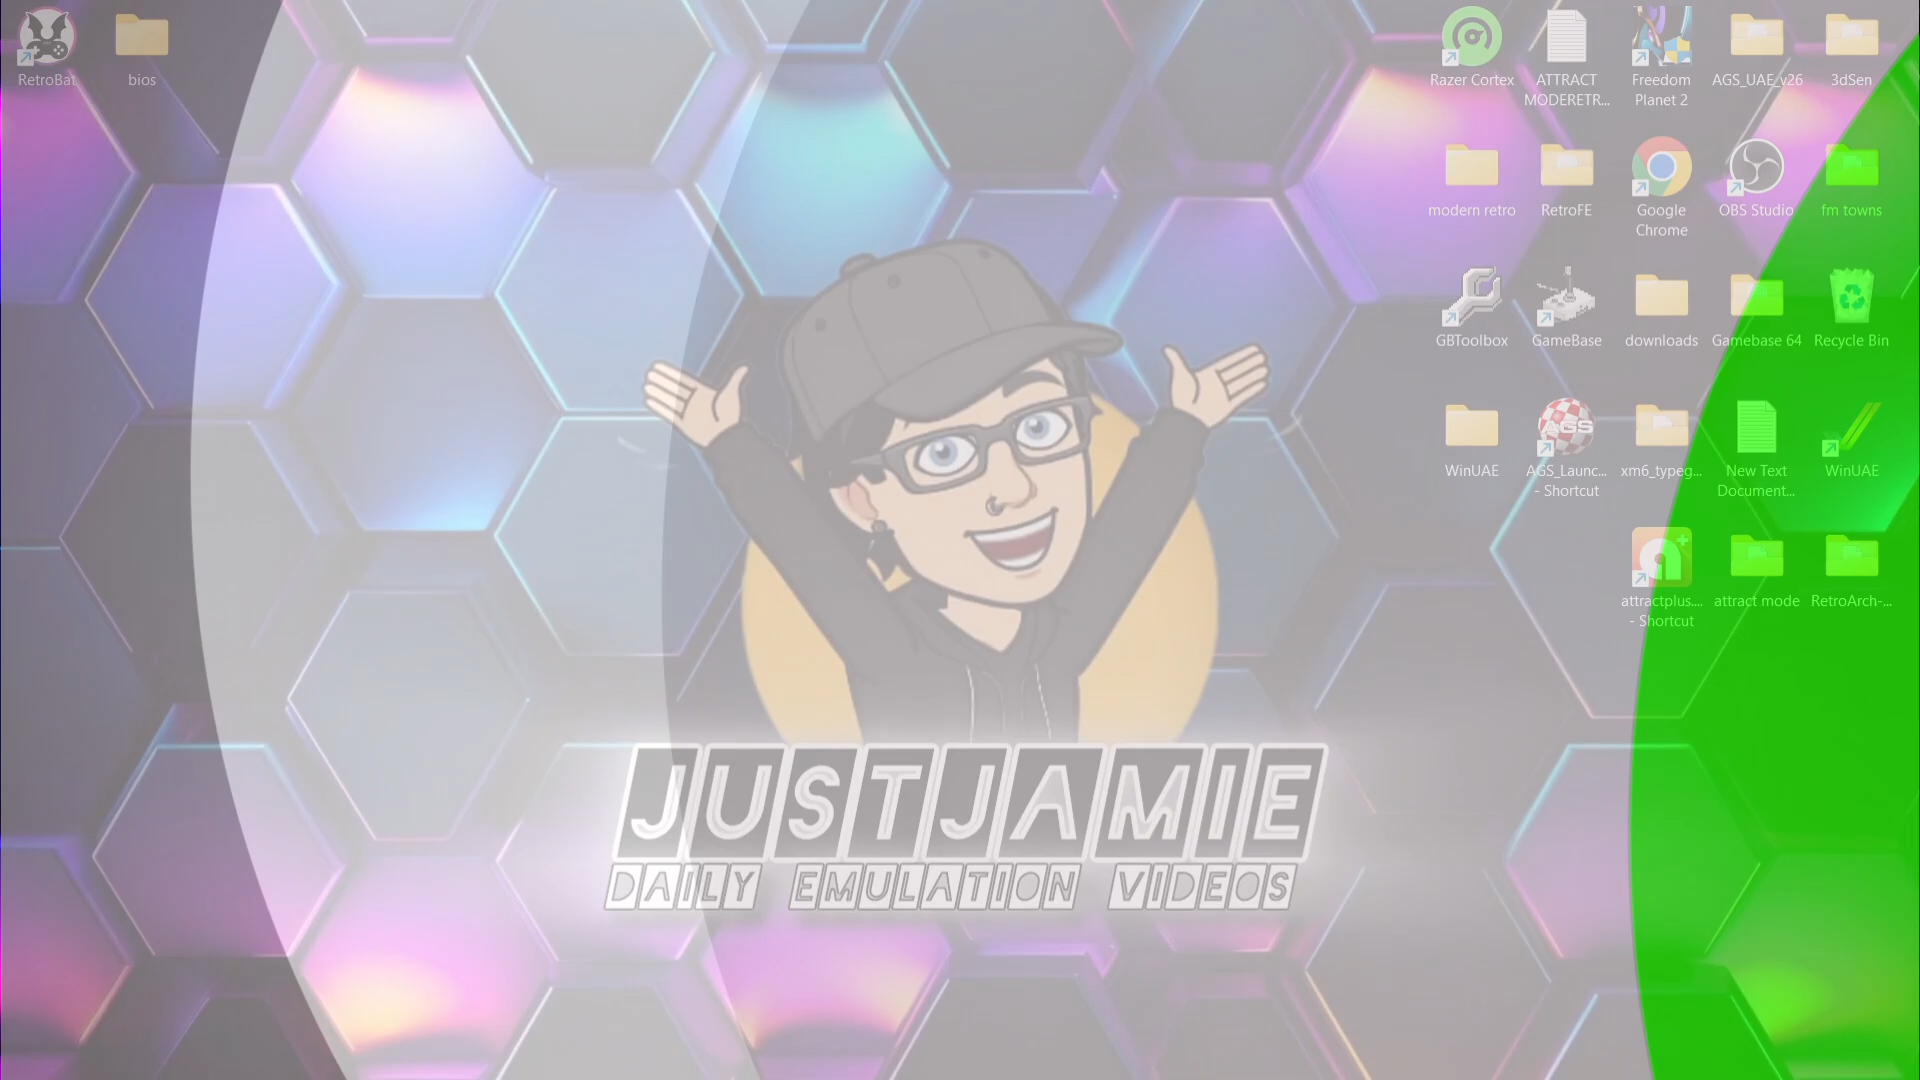 RetroBat
bios
Razer Cortex
ATTRACT
MODERETR...
Freedom
Planet 2
AGS_UAE_v26
3dSen
modern retro
RetroFE
Google
Chrome
OBS Studio
fm towns
GBToolbox
GameBase
downloads
Gamebase 64
Recycle Bin
WinUAE
AGS
AGS_Launc...
- Shortcut
xm6_typeg...
New Text
Document...
WinUAE
attractplus....
- Shortcut
attract mode
RetroArch-...
JUSTJAMIE
DAILY EMULATION VIDEOS